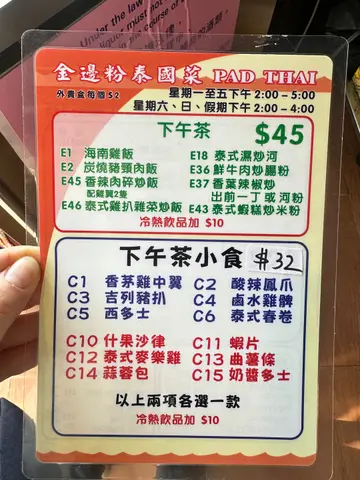 Under the law
金邊粉泰國菜 PAD THAI
外賣盒每個$2
星期一至五下午2:00 – 5:00
星期六、日、假期下午2:00 – 4:00
下午茶 $45
E1 海南雞飯 E18 泰式濕炒河
E2 炭燒豬頸肉飯 E36 鮮牛肉炒腸粉
E45 香辣肉碎炒飯 E37 香葉辣椒炒
配雞翼2隻 出前一丁 或 河粉
E46 泰式雞扒雜菜炒飯 E43 泰式蝦糕炒米粉
冷熱飲品加 $10
下午茶小食 $32
C1 香茅雞中翼 C2 酸辣鳳爪
C3 吉列豬扒 C4 鹵水雞髀
C5 西多士 C6 泰式春卷
C10 什果沙律 C11 蝦片
C12 泰式麥樂雞 C13 曲薯條
C14 蒜蓉包 C15 奶醬多士
以上兩項各選一款
冷熱飲品加 $10